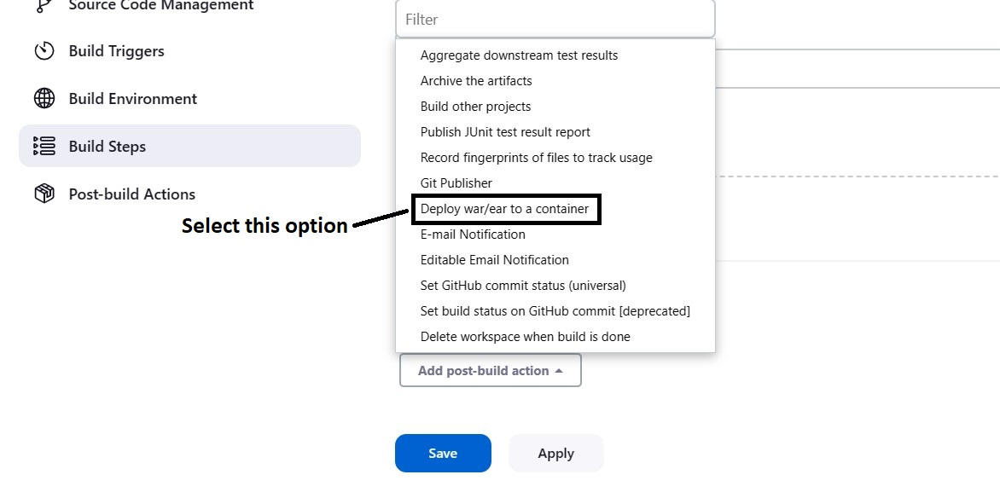 Source Code Management
Build Triggers
Build Environment
Build Steps
Post-build Actions
Select this option
Filter
Aggregate downstream test results
Archive the artifacts
Build other projects
Publish JUnit test result report
Record fingerprints of files to track usage
Git Publisher
Deploy war/ear to a container
E-mail Notification
Editable Email Notification
Set GitHub commit status (universal)
Set build status on GitHub commit [deprecated]
Delete workspace when build is done
Add post-build action
Save
Apply